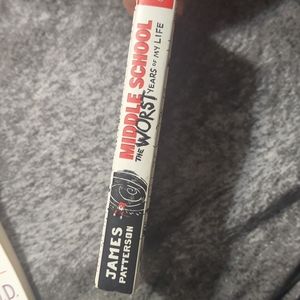 MIDDLE SCHOOL
THE WORST YEARS OF MY LIFE
JAMES
PATTERSON
D.